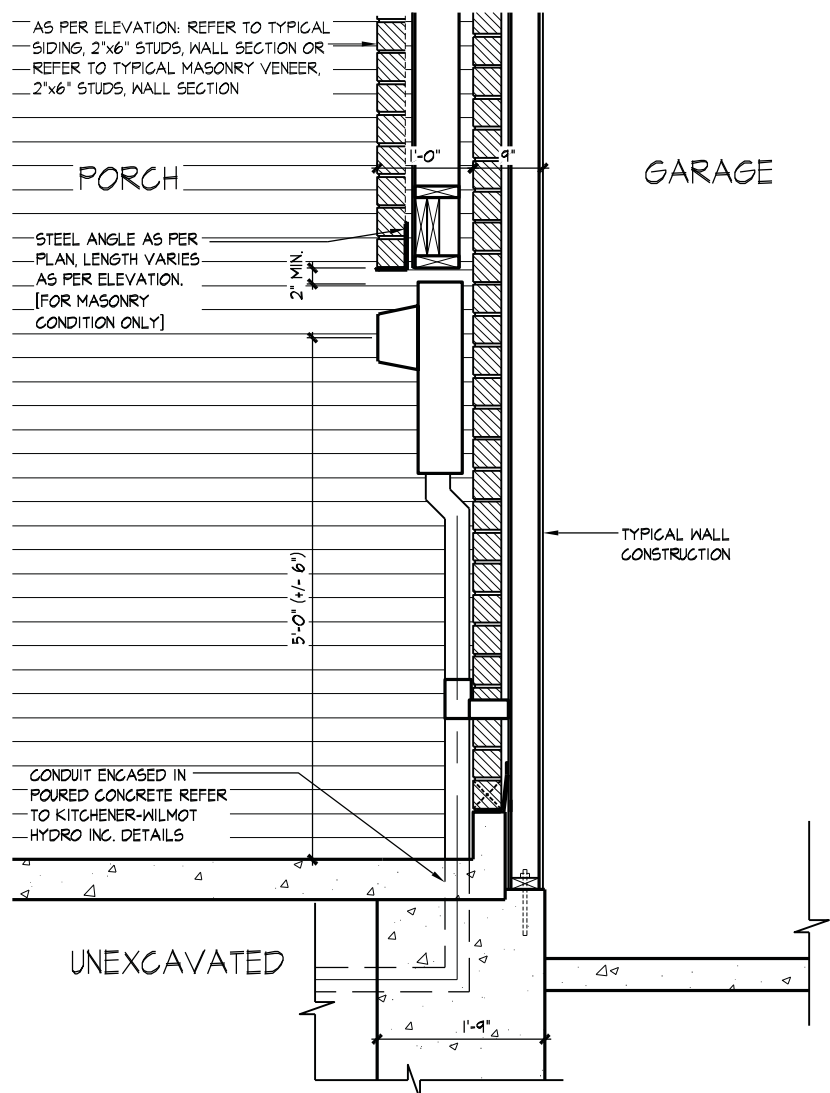 AS PER ELEVATION: REFER TO TYPICAL
SIDING, 2"x6" STUDS, WALL SECTION OR
REFER TO TYPICAL MASONRY VENEER,
2"x6" STUDS, WALL SECTION
1'-0"
9"
PORCH
GARAGE
STEEL ANGLE AS PER
PLAN, LENGTH VARIES
AS PER ELEVATION.
[FOR MASONRY
CONDITION ONLY]
2" MIN.
TYPICAL WALL
CONSTRUCTION
5'-0" (+/- 6")
CONDUIT ENCASED IN
POURED CONCRETE REFER
TO KITCHENER-WILMOT
HYDRO INC. DETAILS
UNEXCAVATED
1'-9"